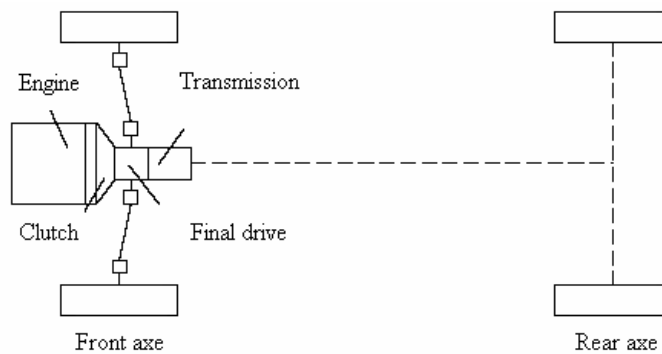 Engine
Transmission
Clutch
Final drive
Front axe
Rear axe